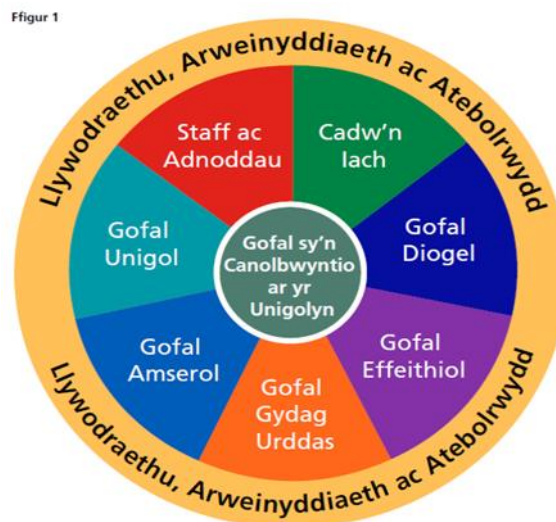 Ffigur 1
Llywodraethu, Arweinyddiaeth ac Atebolrwydd
Staff ac
Adnoddau
Cadw'n
Iach
Gofal
Unigol
Gofal sy'n
Canolbwyntio
ar yr
Unigolyn
Gofal
Diogel
Gofal
Amserol
Gofal
Gydag
Urddas
Gofal
Effeithiol
Llywodraethu, Arweinyddiaeth ac Atebolrwydd